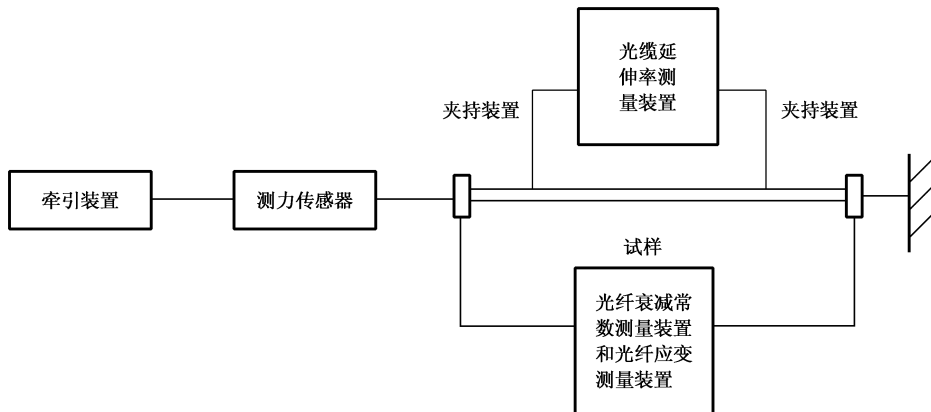 光缆延
伸率测
量装置
夹持装置
夹持装置
牵引装置
测力传感器
试样
光纤衰减常
数测量装置
和光纤应变
测量装置